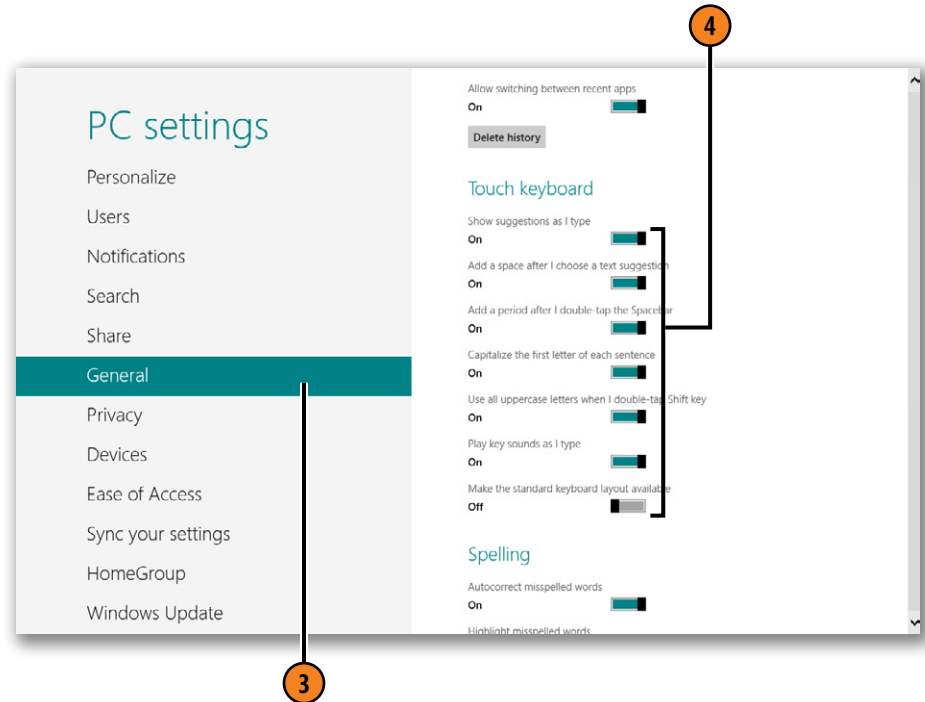 4
PC settings
Personalize
Users
Notifications
Search
Share
General
Privacy
Devices
Ease of Access
Sync your settings
HomeGroup
Windows Update
Allow switching between recent apps
On
Delete history
Touch keyboard
Show suggestions as I type
On
Add a space after I choose a text suggestion
On
Add a period after I double-tap the Spacebar
On
Capitalize the first letter of each sentence
On
Use all uppercase letters when I double-tap Shift key
On
Play key sounds as I type
On
Make the standard keyboard layout available
Off
Spelling
Autocorrect misspelled words
On
Highlight misspelled words
3